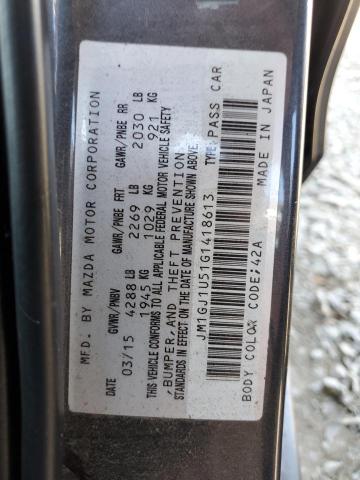 MFD. BY MAZDA MOTOR CORPORATION
DATE GVWR/PNBV GAWR/PNBE FRT GAWR/PNBE RR
03/15 4288 LB 2269 LB 2030 LB
1945 KG 1029 KG 921 KG
THIS VEHICLE CONFORMS TO ALL APPLICABLE FEDERAL MOTOR VEHICLE SAFETY
,BUMPER,AND THEFT PREVENTION
STANDARDS IN EFFECT ON THE DATE OF MANUFACTURE SHOWN ABOVE.
JM1GJ1U51G1418613 TYPE:PASS CAR
BODY COLOR CODE:42A MADE IN JAPAN